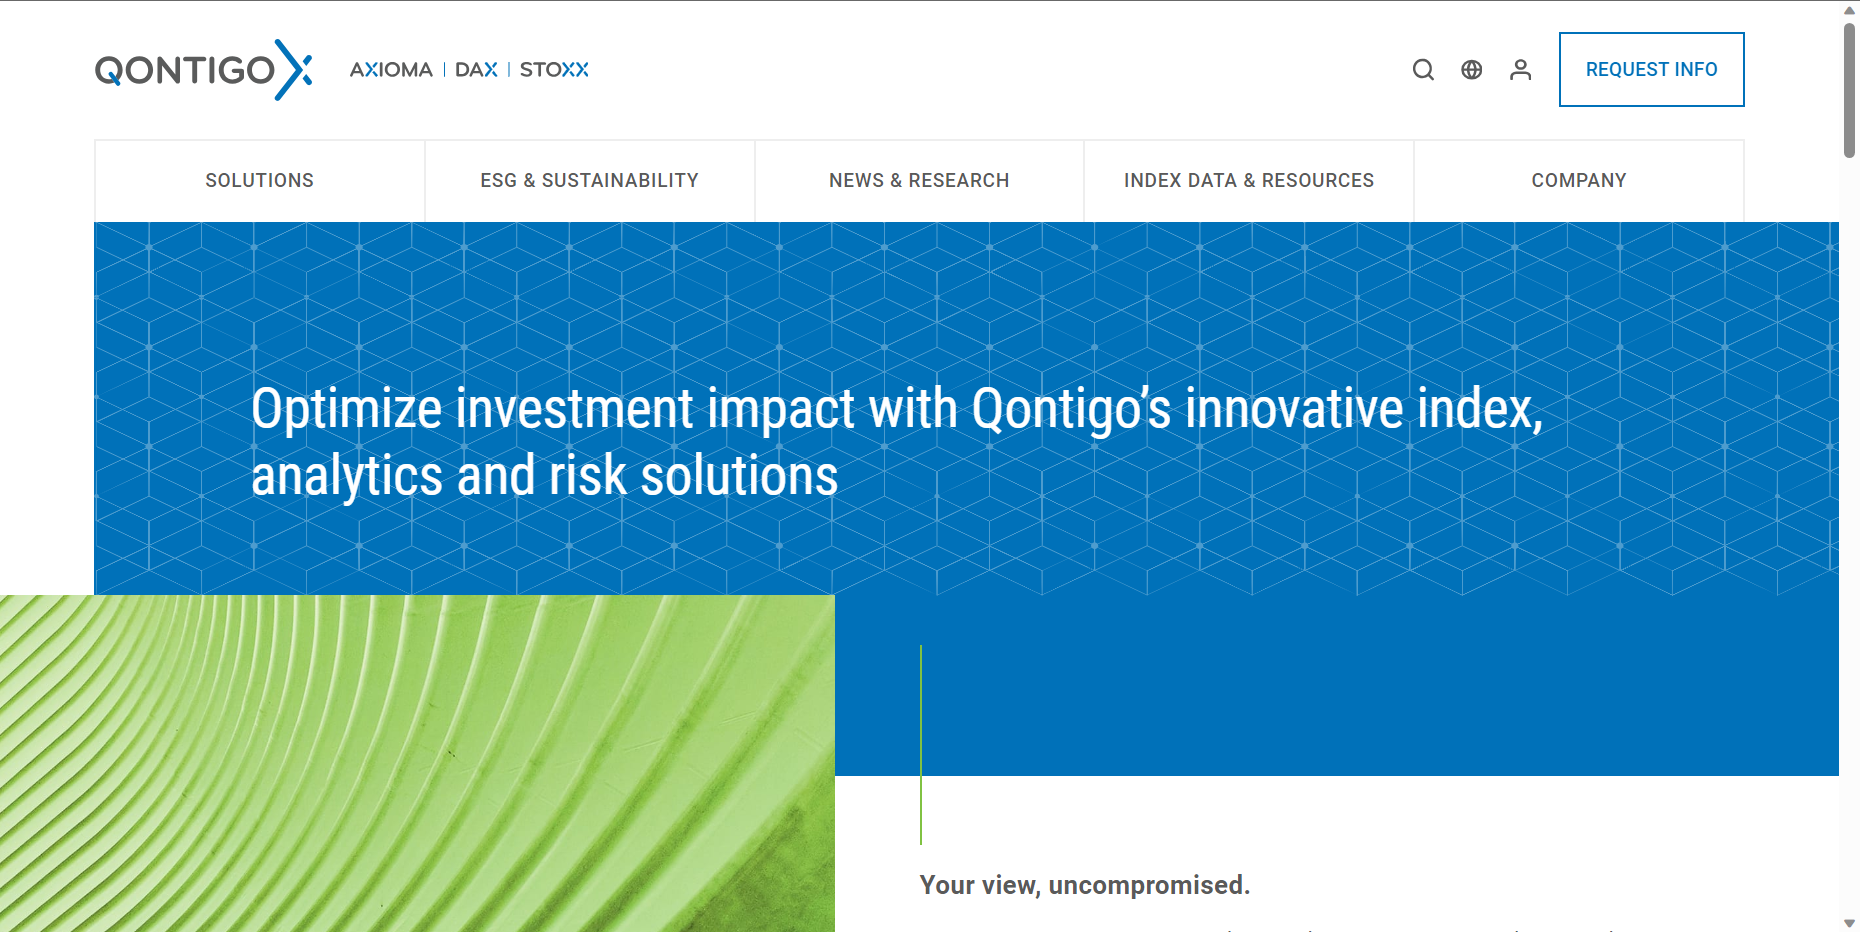 QONTIGO
AXIOMA | DAX | STOXX
REQUEST INFO
SOLUTIONS
ESG & SUSTAINABILITY
NEWS & RESEARCH
INDEX DATA & RESOURCES
COMPANY
Optimize investment impact with Qontigo’s innovative index,
analytics and risk solutions
Your view, uncompromised.